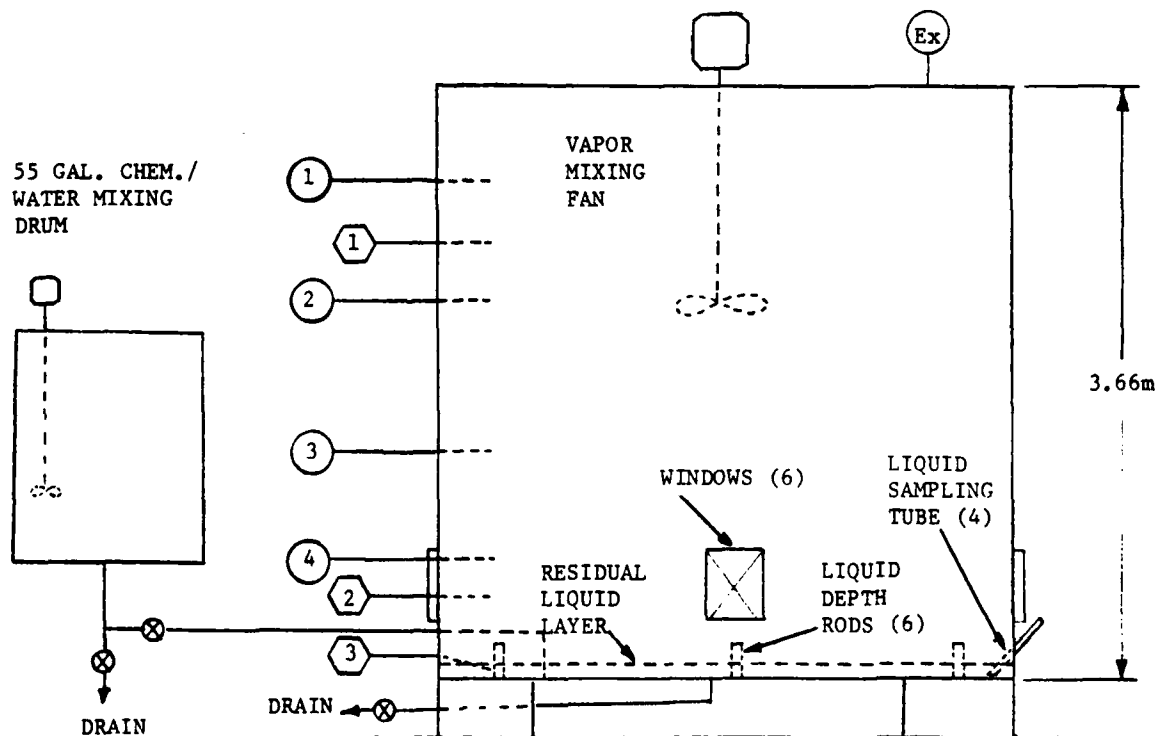 Ex
VAPOR
MIXING
FAN
55 GAL. CHEM./
WATER MIXING
DRUM
1
1
2
3.66m
3
WINDOWS (6)
LIQUID
SAMPLING
TUBE (4)
4
RESIDUAL
LIQUID
LAYER
LIQUID
DEPTH
RODS (6)
2
3
DRAIN
DRAIN